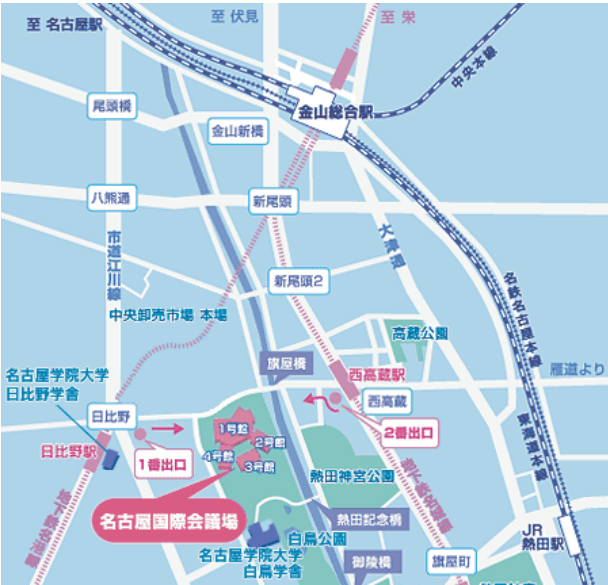 至 名古屋駅
至 伏見
至 栄
中央本線
尾頭橋
金山新橋
金山総合駅
八熊通
新尾頭
市道江川線
大津通
新尾頭2
名鉄名古屋本線
中央卸売市場 本場
高蔵公園
旗屋橋
名古屋学院大学
日比野学舎
西高蔵駅
雁道より
西高蔵
日比野
1号館
2号館
4号館
3号館
2番出口
日比野駅
1番出口
東海道本線
熱田神宮公園
名古屋国際会議場
熱田記念橋
白鳥公園
名古屋学院大学
白鳥学舎
御陵橋
旗屋町
JR
熱田駅